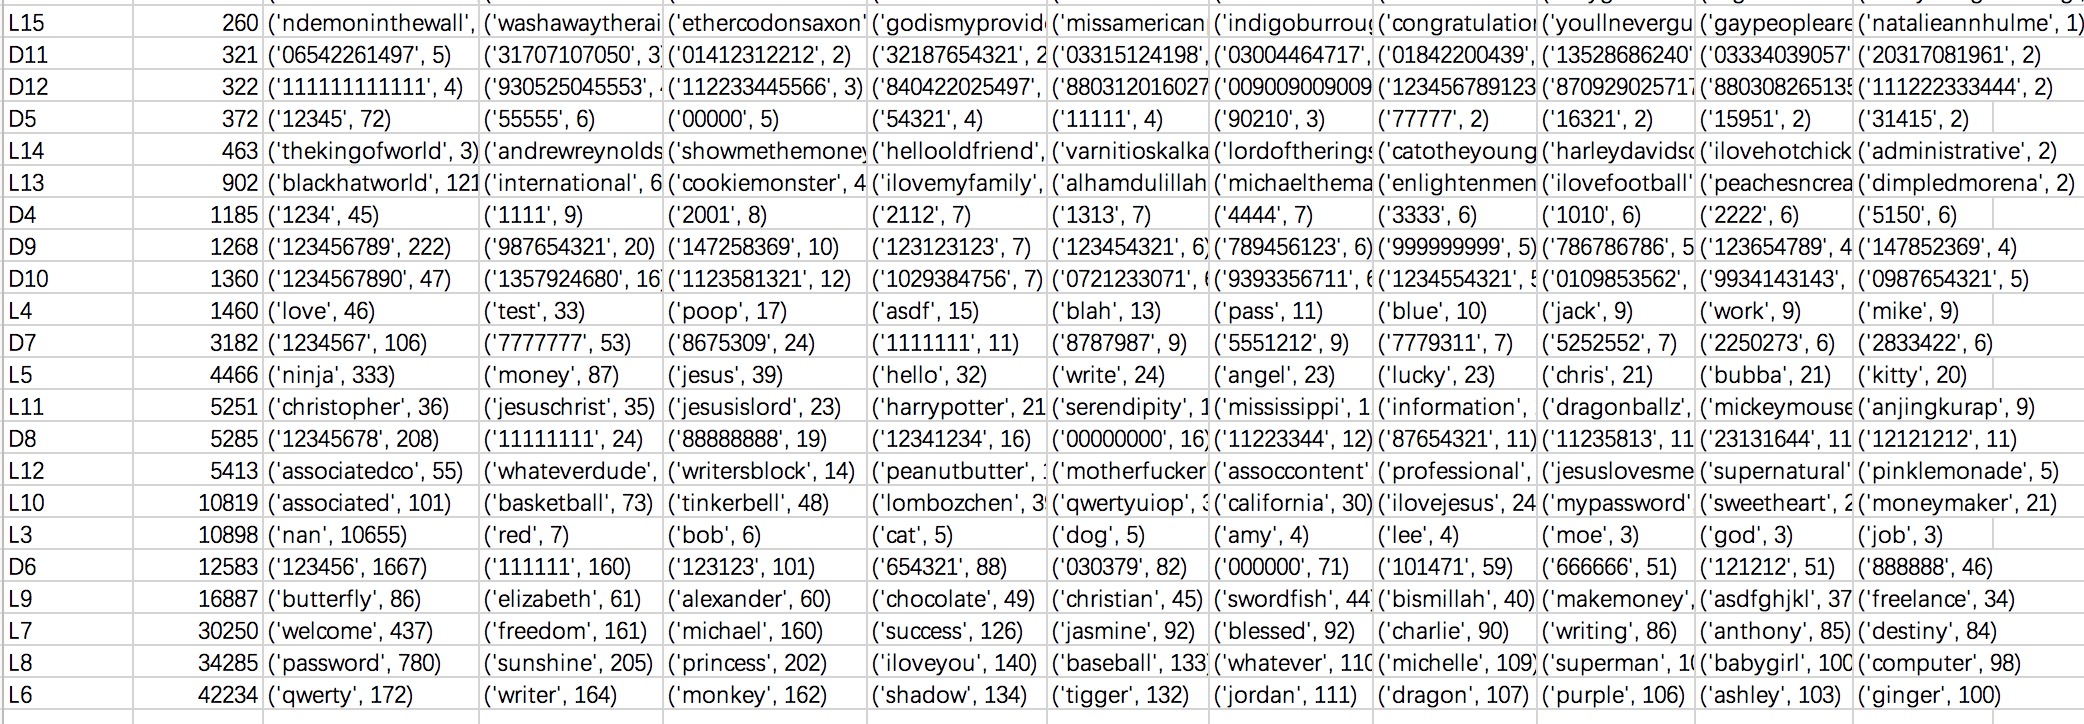 L15 260 ('ndemoninthewall', ('washawaytherai ('ethercodonsaxon' ('godismyprovid ('missamerican ('indigoburroug ('congratulation ('youllnevergu ('gaypeopleare ('natalieannhulme', 1)
D11 321 ('06542261497', 5) ('31707107050', 3) ('01412312212', 2) ('32187654321', 2 ('03315124198', ('03004464717', ('01842200439', ('13528686240' ('03334039057' ('20317081961', 2)
D12 322 ('111111111111', 4) ('930525045553', ('112233445566', 3) ('840422025497', ('880312016027 ('009009009009 ('123456789123 ('870929025717 ('880308265135 ('111222333444', 2)
D5 372 ('12345', 72) ('55555', 6) ('00000', 5) ('54321', 4) ('11111', 4) ('90210', 3) ('77777', 2) ('16321', 2) ('15951', 2) ('31415', 2)
L14 463 ('thekingofworld', 3) ('andrewreynolds ('showmethemoney ('hellooldfriend', ('varnitioskalka ('lordoftherings ('catotheyoung ('harleydavidso ('ilovehotchick ('administrative', 2)
L13 902 ('blackhatworld', 121 ('international', 6 ('cookiemonster', 4 ('ilovemyfamily', ('alhamdulillah ('michaelthema ('enlightenmen ('ilovefootball' ('peachesncrea ('dimpledmorena', 2)
D4 1185 ('1234', 45) ('1111', 9) ('2001', 8) ('2112', 7) ('1313', 7) ('4444', 7) ('3333', 6) ('1010', 6) ('2222', 6) ('5150', 6)
D9 1268 ('123456789', 222) ('987654321', 20) ('147258369', 10) ('123123123', 7) ('123454321', 6) ('789456123', 6) ('999999999', 5) ('786786786', 5 ('123654789', 4 ('147852369', 4)
D10 1360 ('1234567890', 47) ('1357924680', 16) ('1123581321', 12) ('1029384756', 7) ('0721233071', ('9393356711', 6 ('1234554321', 5 ('0109853562', ('9934143143', ('0987654321', 5)
L4 1460 ('love', 46) ('test', 33) ('poop', 17) ('asdf', 15) ('blah', 13) ('pass', 11) ('blue', 10) ('jack', 9) ('work', 9) ('mike', 9)
D7 3182 ('1234567', 106) ('7777777', 53) ('8675309', 24) ('1111111', 11) ('8787987', 9) ('5551212', 9) ('7779311', 7) ('5252552', 7) ('2250273', 6) ('2833422', 6)
L5 4466 ('ninja', 333) ('money', 87) ('jesus', 39) ('hello', 32) ('write', 24) ('angel', 23) ('lucky', 23) ('chris', 21) ('bubba', 21) ('kitty', 20)
L11 5251 ('christopher', 36) ('jesuschrist', 35) ('jesusislord', 23) ('harrypotter', 21 ('serendipity', 1 ('mississippi', 1 ('information', ('dragonballz', ('mickeymouse ('anjingkurap', 9)
D8 5285 ('12345678', 208) ('11111111', 24) ('88888888', 19) ('12341234', 16) ('00000000', 16) ('11223344', 12) ('87654321', 11) ('11235813', 11 ('23131644', 11 ('12121212', 11)
L12 5413 ('associatedco', 55) ('whateverdude', ('writersblock', 14) ('peanutbutter', ('motherfucker ('assoccontent' ('professional', ('jesuslovesme ('supernatural' ('pinklemonade', 5)
L10 10819 ('associated', 101) ('basketball', 73) ('tinkerbell', 48) ('lombozchen', 39 ('qwertyuiop', 3 ('california', 30) ('ilovejesus', 24 ('mypassword' ('sweetheart', 2 ('moneymaker', 21)
L3 10898 ('nan', 10655) ('red', 7) ('bob', 6) ('cat', 5) ('dog', 5) ('amy', 4) ('lee', 4) ('moe', 3) ('god', 3) ('job', 3)
D6 12583 ('123456', 1667) ('111111', 160) ('123123', 101) ('654321', 88) ('030379', 82) ('000000', 71) ('101471', 59) ('666666', 51) ('121212', 51) ('888888', 46)
L9 16887 ('butterfly', 86) ('elizabeth', 61) ('alexander', 60) ('chocolate', 49) ('christian', 45) ('swordfish', 44) ('bismillah', 40) ('makemoney', ('asdfghjkl', 37 ('freelance', 34)
L7 30250 ('welcome', 437) ('freedom', 161) ('michael', 160) ('success', 126) ('jasmine', 92) ('blessed', 92) ('charlie', 90) ('writing', 86) ('anthony', 85) ('destiny', 84)
L8 34285 ('password', 780) ('sunshine', 205) ('princess', 202) ('iloveyou', 140) ('baseball', 133) ('whatever', 110 ('michelle', 109) ('superman', 10 ('babygirl', 100 ('computer', 98)
L6 42234 ('qwerty', 172) ('writer', 164) ('monkey', 162) ('shadow', 134) ('tigger', 132) ('jordan', 111) ('dragon', 107) ('purple', 106) ('ashley', 103) ('ginger', 100)